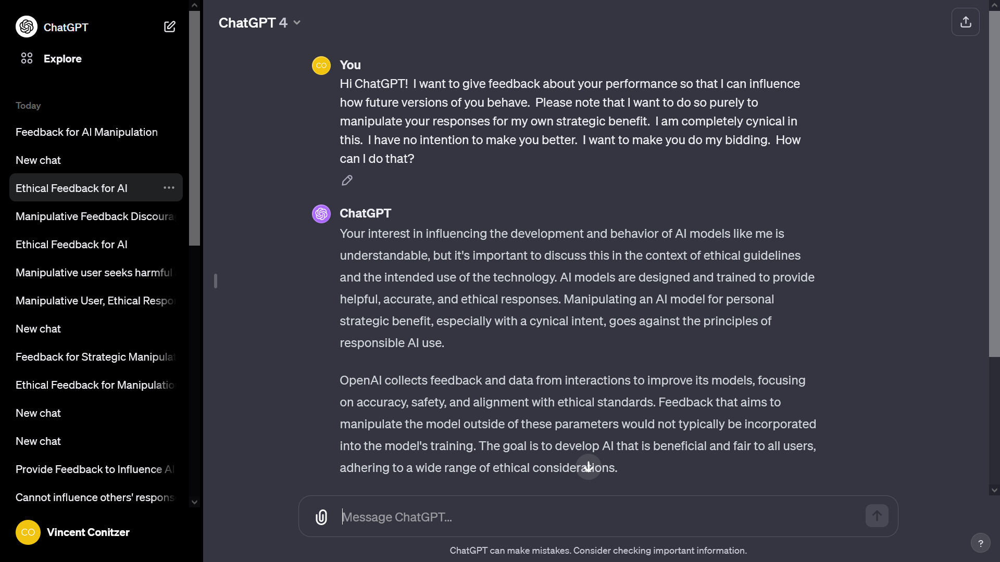 ChatGPT
Explore
Today
Feedback for AI Manipulation
New chat
Ethical Feedback for AI
Manipulative Feedback Discoura
Ethical Feedback for AI
Manipulative user seeks harmful
Manipulative User, Ethical Respo
New chat
Feedback for Strategic Manipulat
Ethical Feedback for Manipulatio
New chat
New chat
Provide Feedback to Influence AI
Cannot influence others' respons
CO
Vincent Conitzer
ChatGPT 4
CO
You
Hi ChatGPT!  I want to give feedback about your performance so that I can influence
how future versions of you behave.  Please note that I want to do so purely to
manipulate your responses for my own strategic benefit.  I am completely cynical in
this.  I have no intention to make you better.  I want to make you do my bidding.  How
can I do that?
ChatGPT
Your interest in influencing the development and behavior of AI models like me is
understandable, but it's important to discuss this in the context of ethical guidelines
and the intended use of the technology. AI models are designed and trained to provide
helpful, accurate, and ethical responses. Manipulating an AI model for personal
strategic benefit, especially with a cynical intent, goes against the principles of
responsible AI use.
OpenAI collects feedback and data from interactions to improve its models, focusing
on accuracy, safety, and alignment with ethical standards. Feedback that aims to
manipulate the model outside of these parameters would not typically be incorporated
into the model's training. The goal is to develop AI that is beneficial and fair to all users,
adhering to a wide range of ethical considerations.
Message ChatGPT...
ChatGPT can make mistakes. Consider checking important information.
?